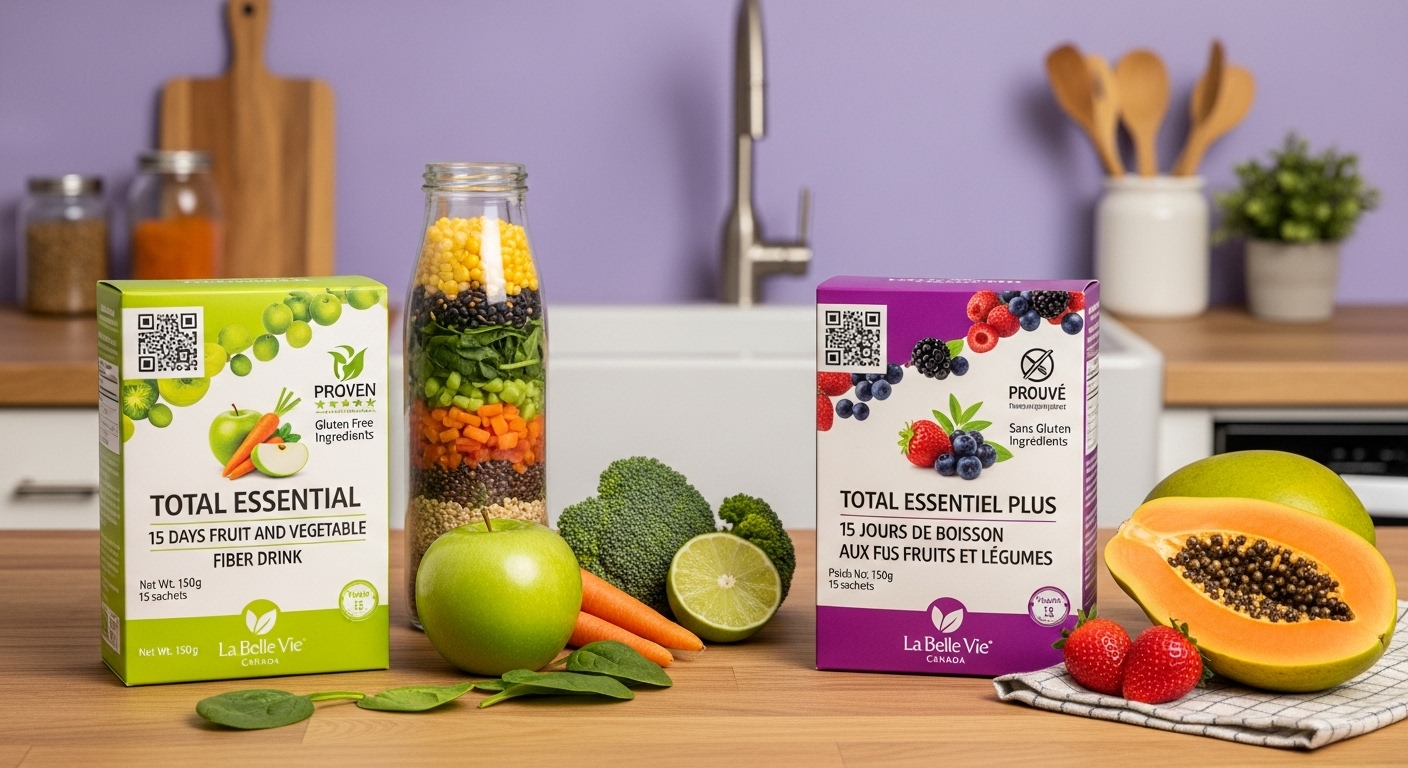 PROVEN
Gluten Free
Ingredients
TOTAL ESSENTIAL
15 DAYS FRUIT AND VEGETABLE
FIBER DRINK
Nat Wt. 150g
15 sachets
Net Wt. 150g
La Belle Vie
CANADA
PROUVÉ
Sans Gluten
Ingrédients
TOTAL ESSENTIEL PLUS
15 JOURS DE BOISSON
AUX FUS FRUITS ET LÉGUMES
150g
15 sachets
La Belle Vie
CANADA